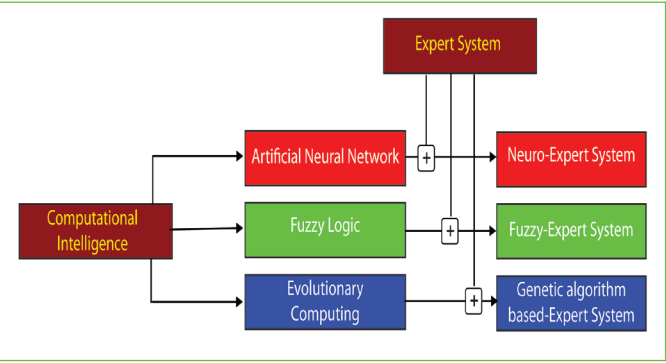 Expert System
Artificial Neural Network
+
Neuro-Expert System
Computational
Intelligence
Fuzzy Logic
+
Fuzzy-Expert System
Evolutionary
Computing
+
Genetic algorithm
based-Expert System